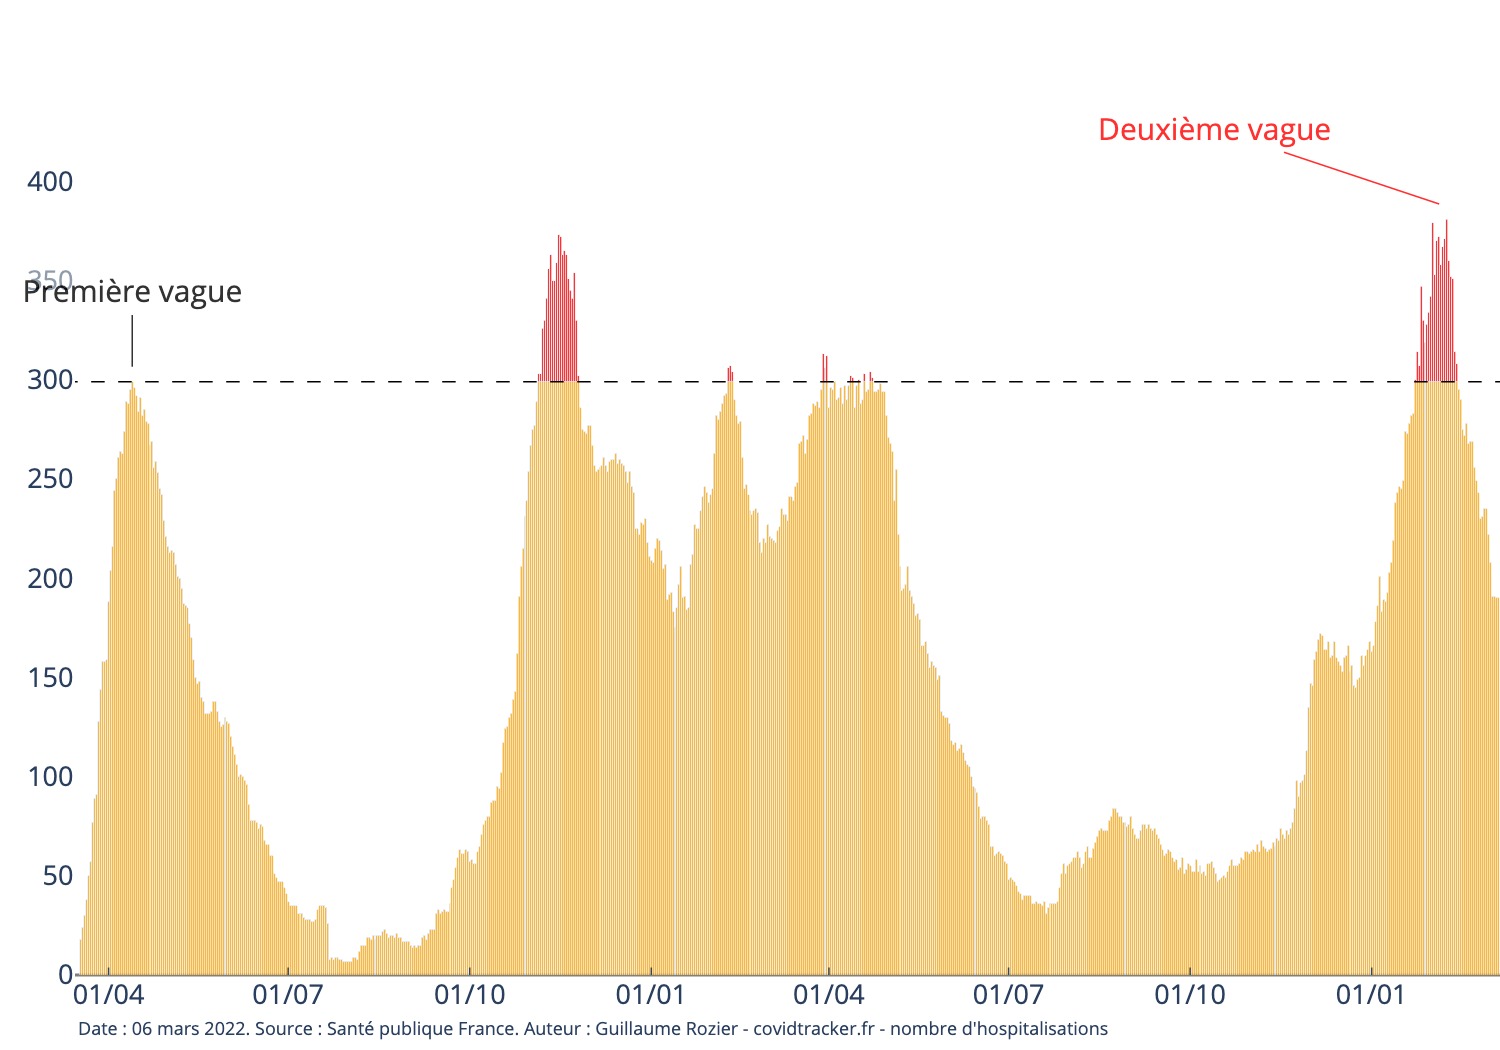 Deuxième vague
400
350
Première vague
300
250
200
150
100
50
0
01/04 01/07 01/10 01/01 01/04 01/07 01/10 01/01
Date : 06 mars 2022. Source : Santé publique France. Auteur : Guillaume Rozier - covidtracker.fr - nombre d'hospitalisations